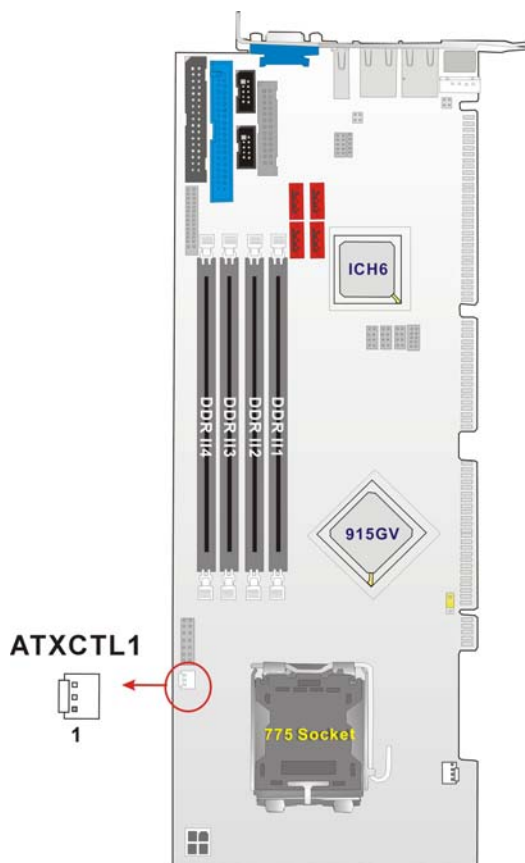 ICH6
DDR II4
DDR II3
DDR II2
DDR II1
915GV
ATXCTL1
1
775 Socket